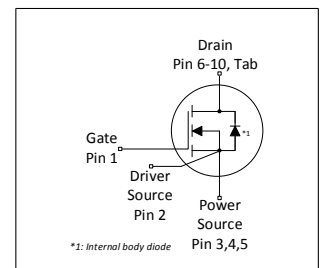 Drain
Pin 6-10, Tab
*1
Gate
Pin 1
Driver
Source
Pin 2
Power
Source
Pin 3,4,5
*1: Internal body diode